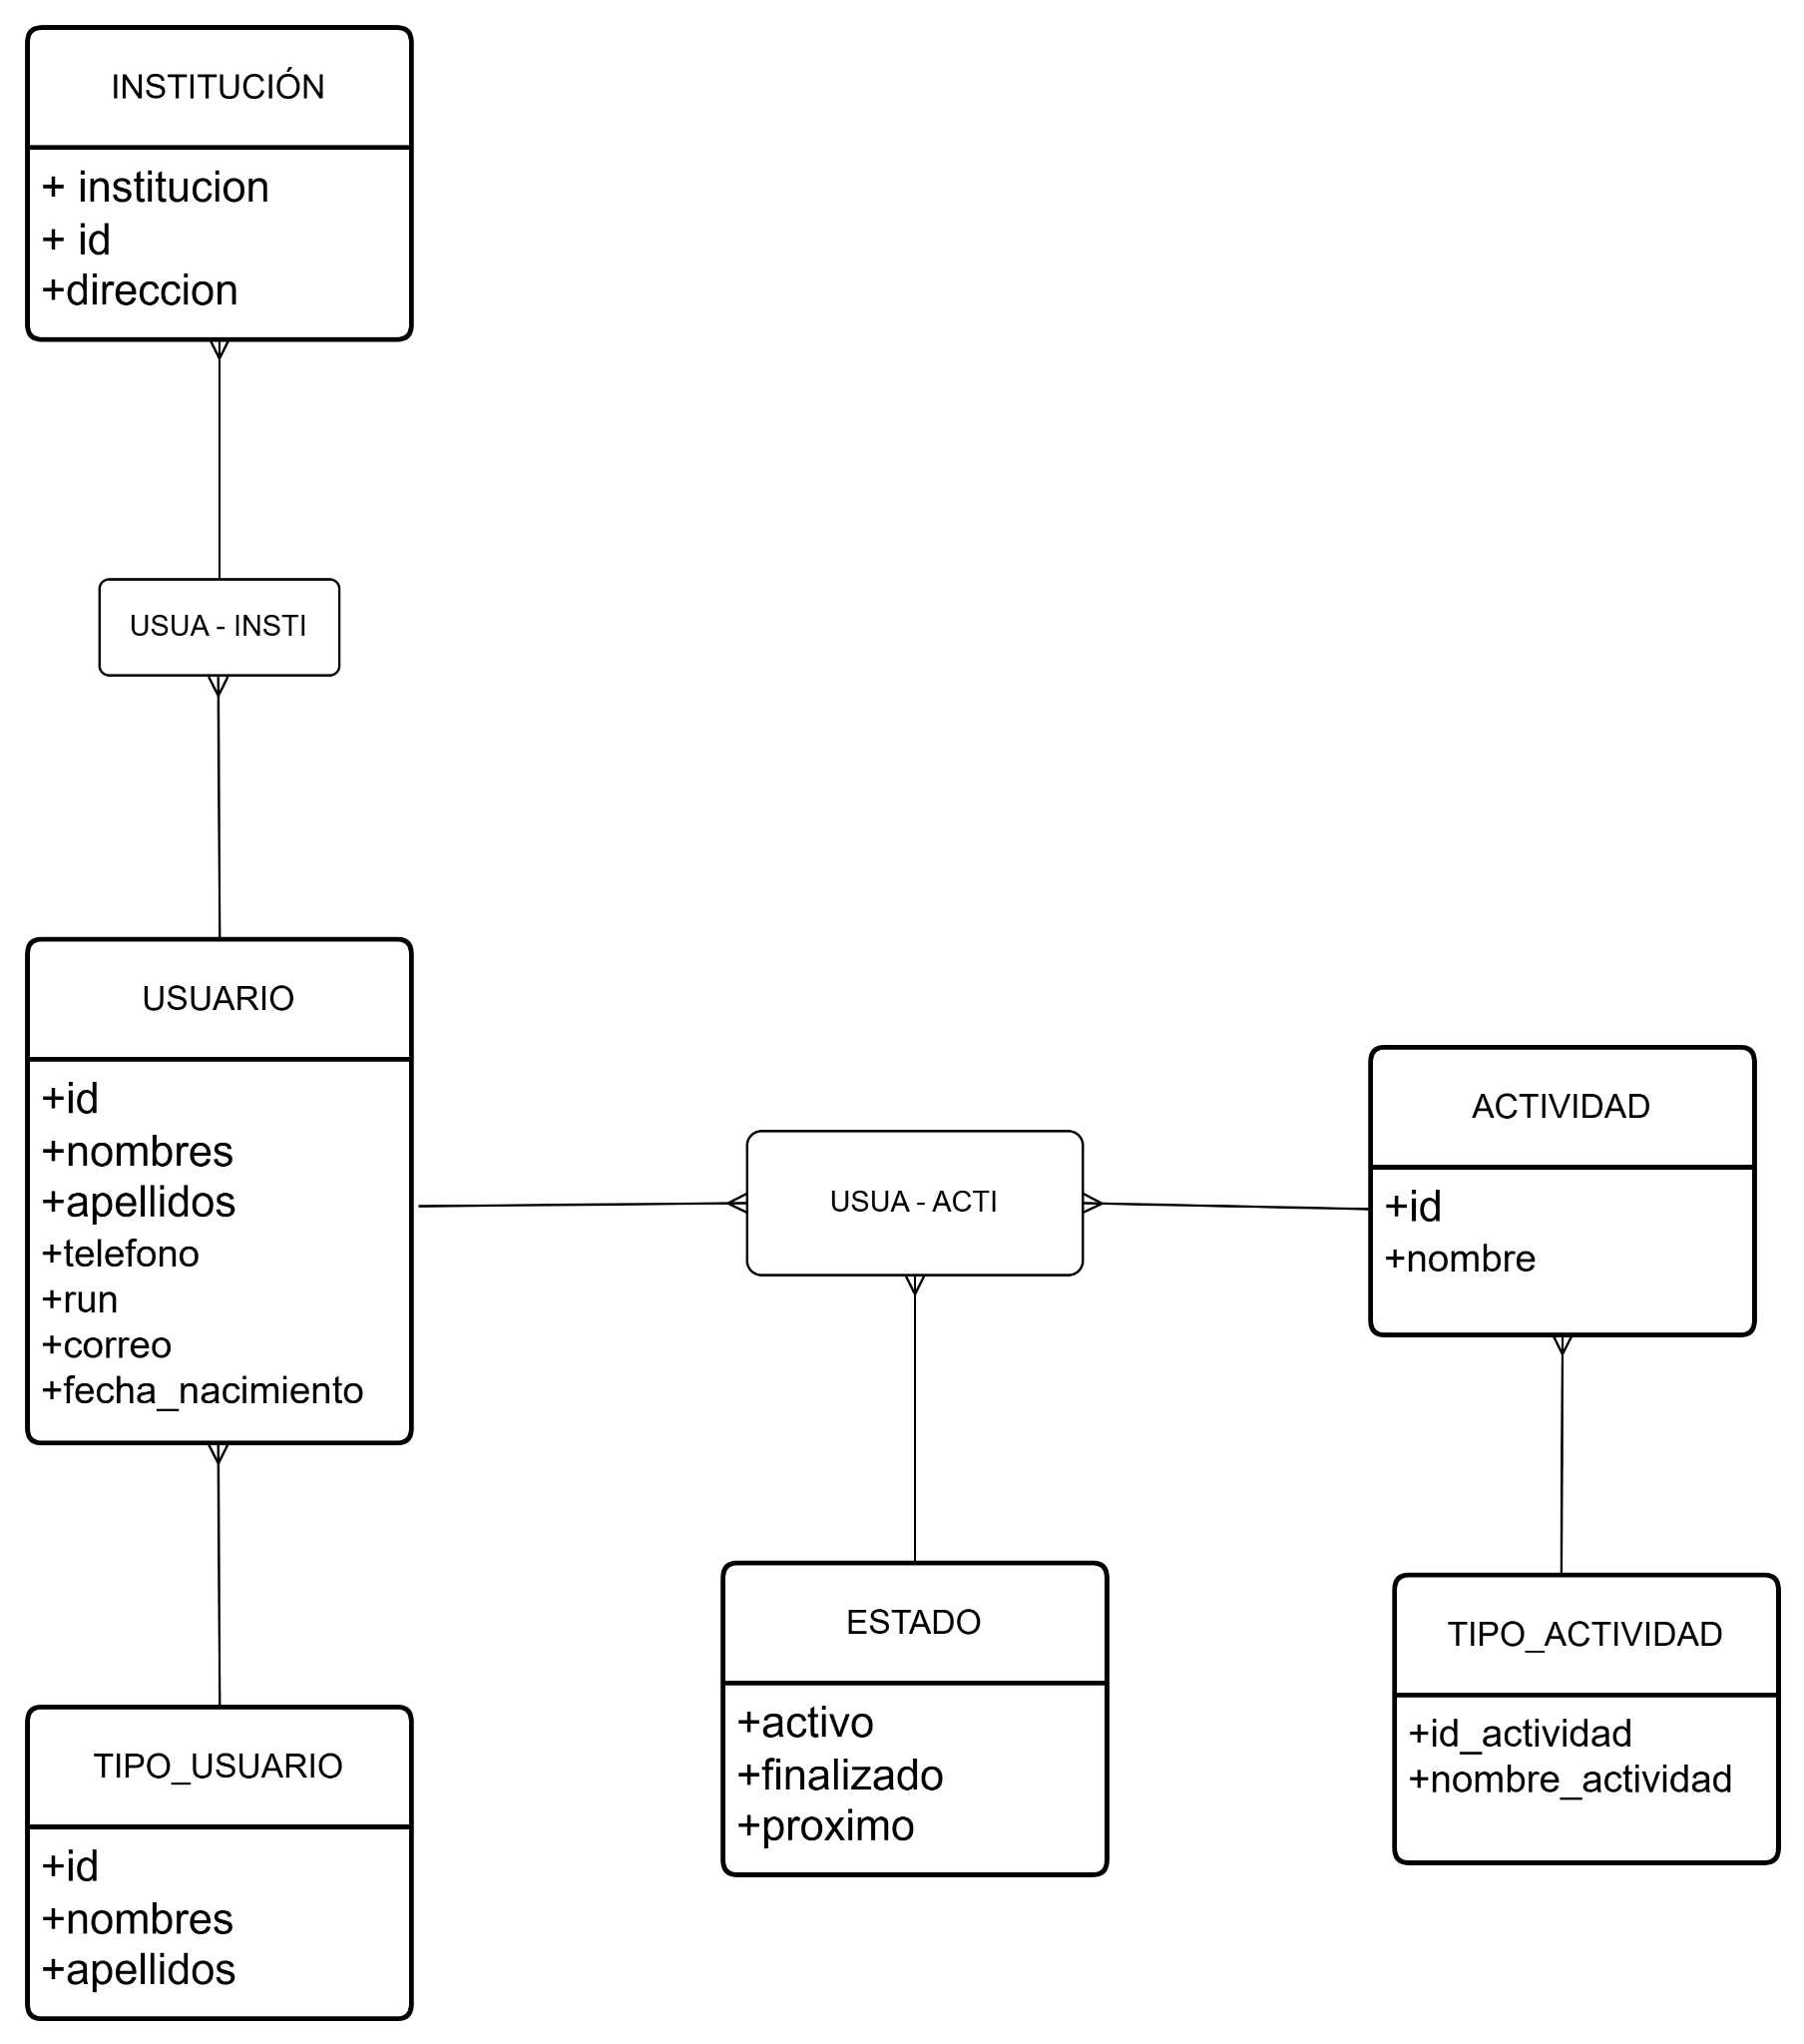 INSTITUCIÓN
+ institucion
+ id
+direccion
USUA - INSTI
USUARIO
+id
+nombres
+apellidos
+telefono
+run
+correo
+fecha_nacimiento
USUA - ACTI
ACTIVIDAD
+id
+nombre
TIPO_USUARIO
+id
+nombres
+apellidos
ESTADO
+activo
+finalizado
+proximo
TIPO_ACTIVIDAD
+id_actividad
+nombre_actividad